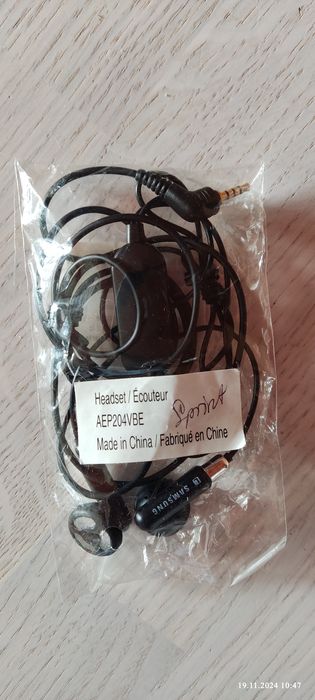 Headset / Écouteur
AEP204VBE
Sprint
Made in China / Fabriqué en Chine
SAMSUNG
19.11.2024 10:47